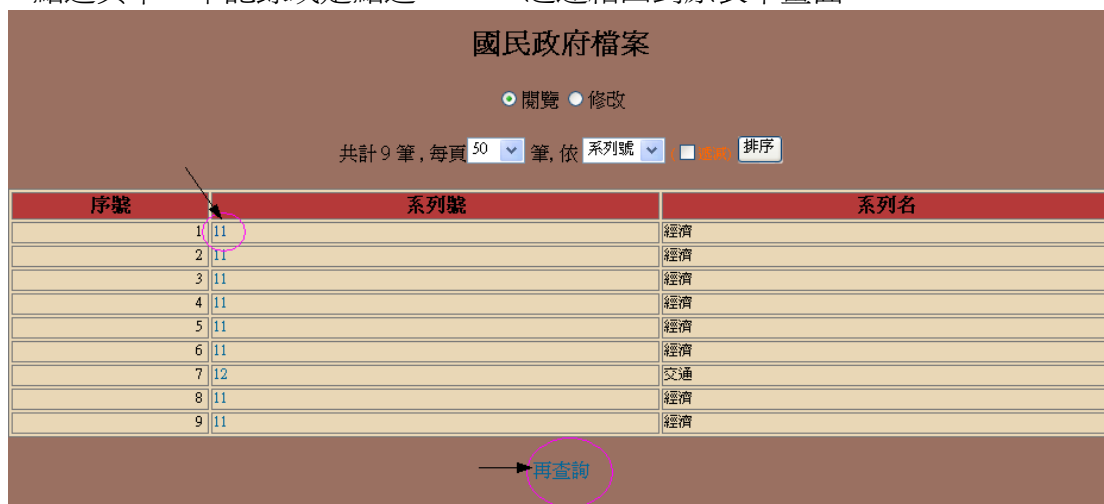 國民政府檔案
閱覽 修改
共計 9 筆 , 每頁 50 筆, 依 系列號 ( 遞減) 排序
序號 系列號 系列名
1 11 經濟
2 11 經濟
3 11 經濟
4 11 經濟
5 11 經濟
6 11 經濟
7 12 交通
8 11 經濟
9 11 經濟
再查詢